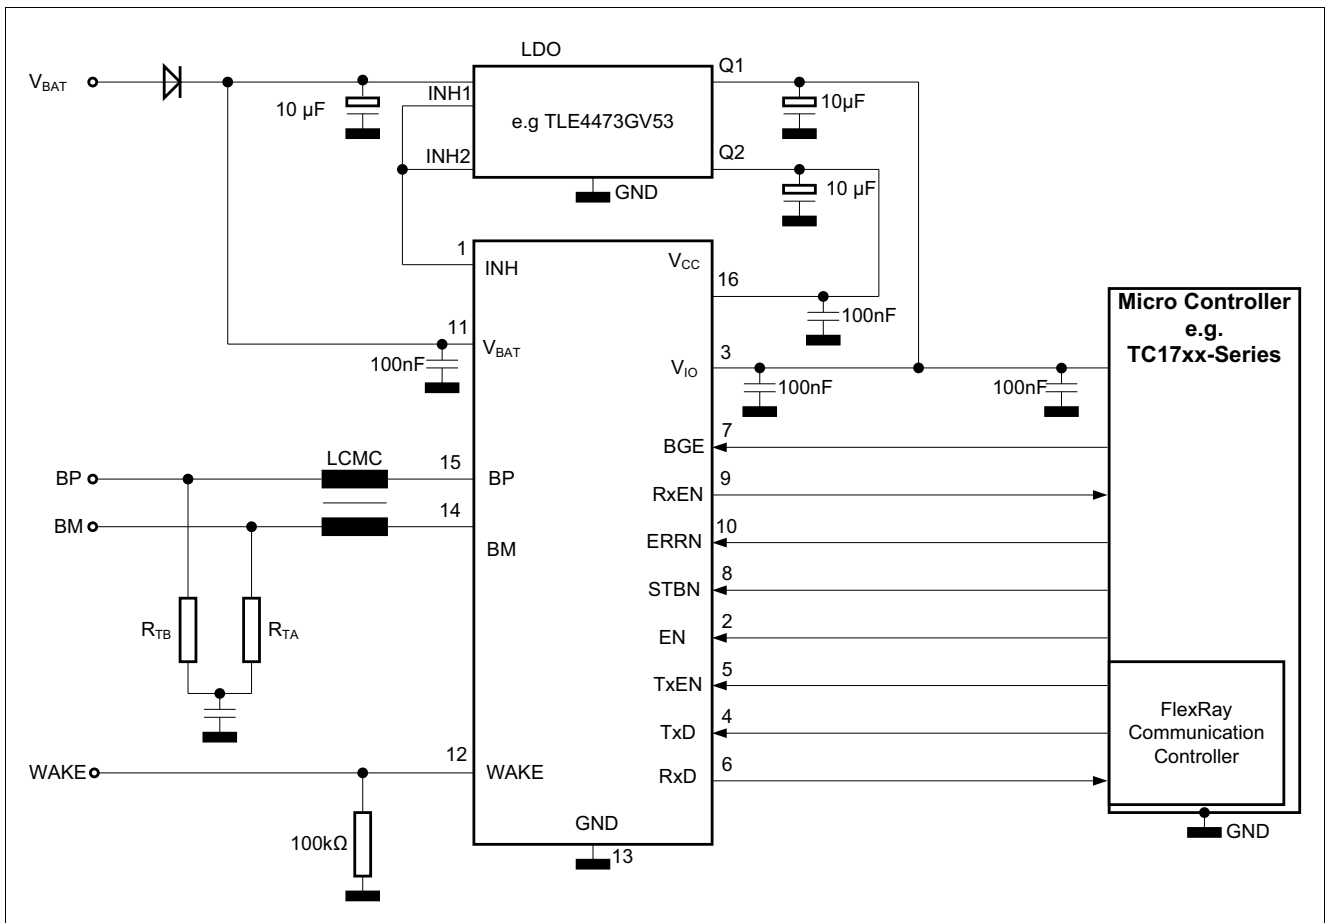 LDO
V_BAT
10 µF
INH1
INH2
e.g TLE4473GV53
GND
Q1
10µF
Q2
10 µF
1
INH
V_CC
16
100nF
11
V_BAT
100nF
3
V_IO
100nF
100nF
Micro Controller
e.g.
TC17xx-Series
7
BGE
LCMC
BP
15
BP
9
RxEN
BM
14
BM
10
ERRN
8
STBN
R_TB
R_TA
2
EN
5
TxEN
4
TxD
6
RxD
FlexRay
Communication
Controller
WAKE
12
WAKE
100kΩ
GND
13
GND